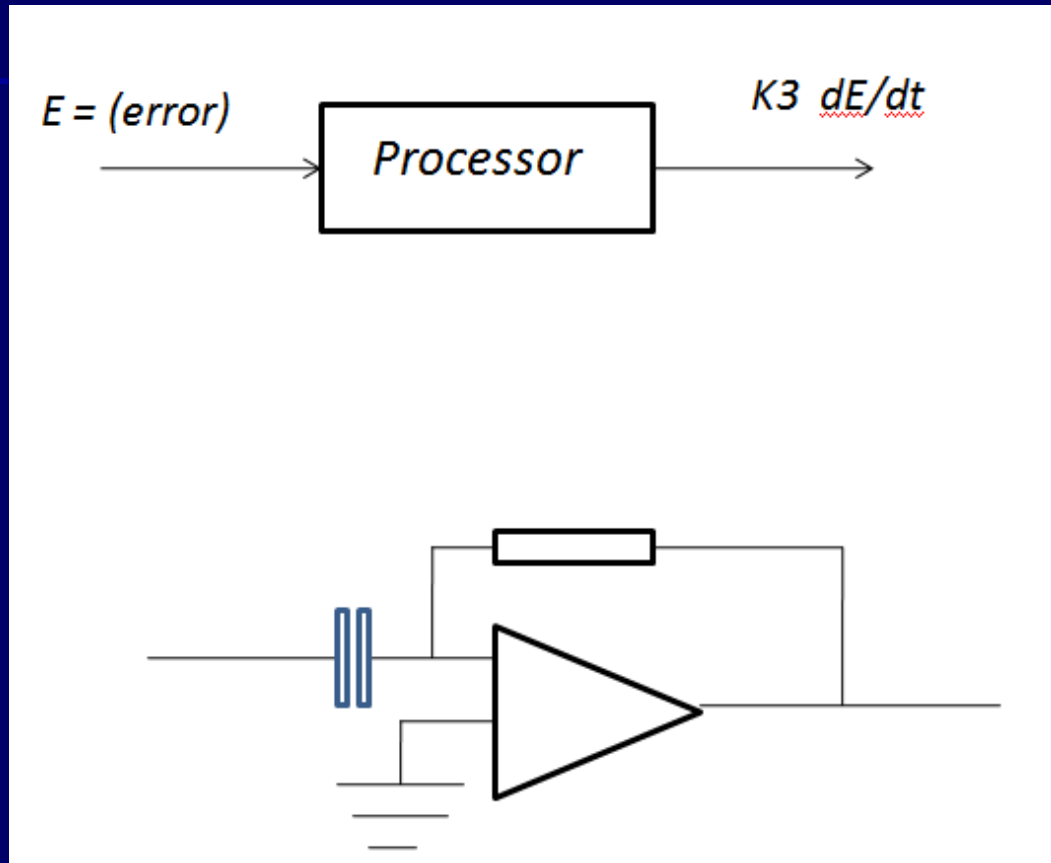 E = (error)
K3 dE/dt
Processor